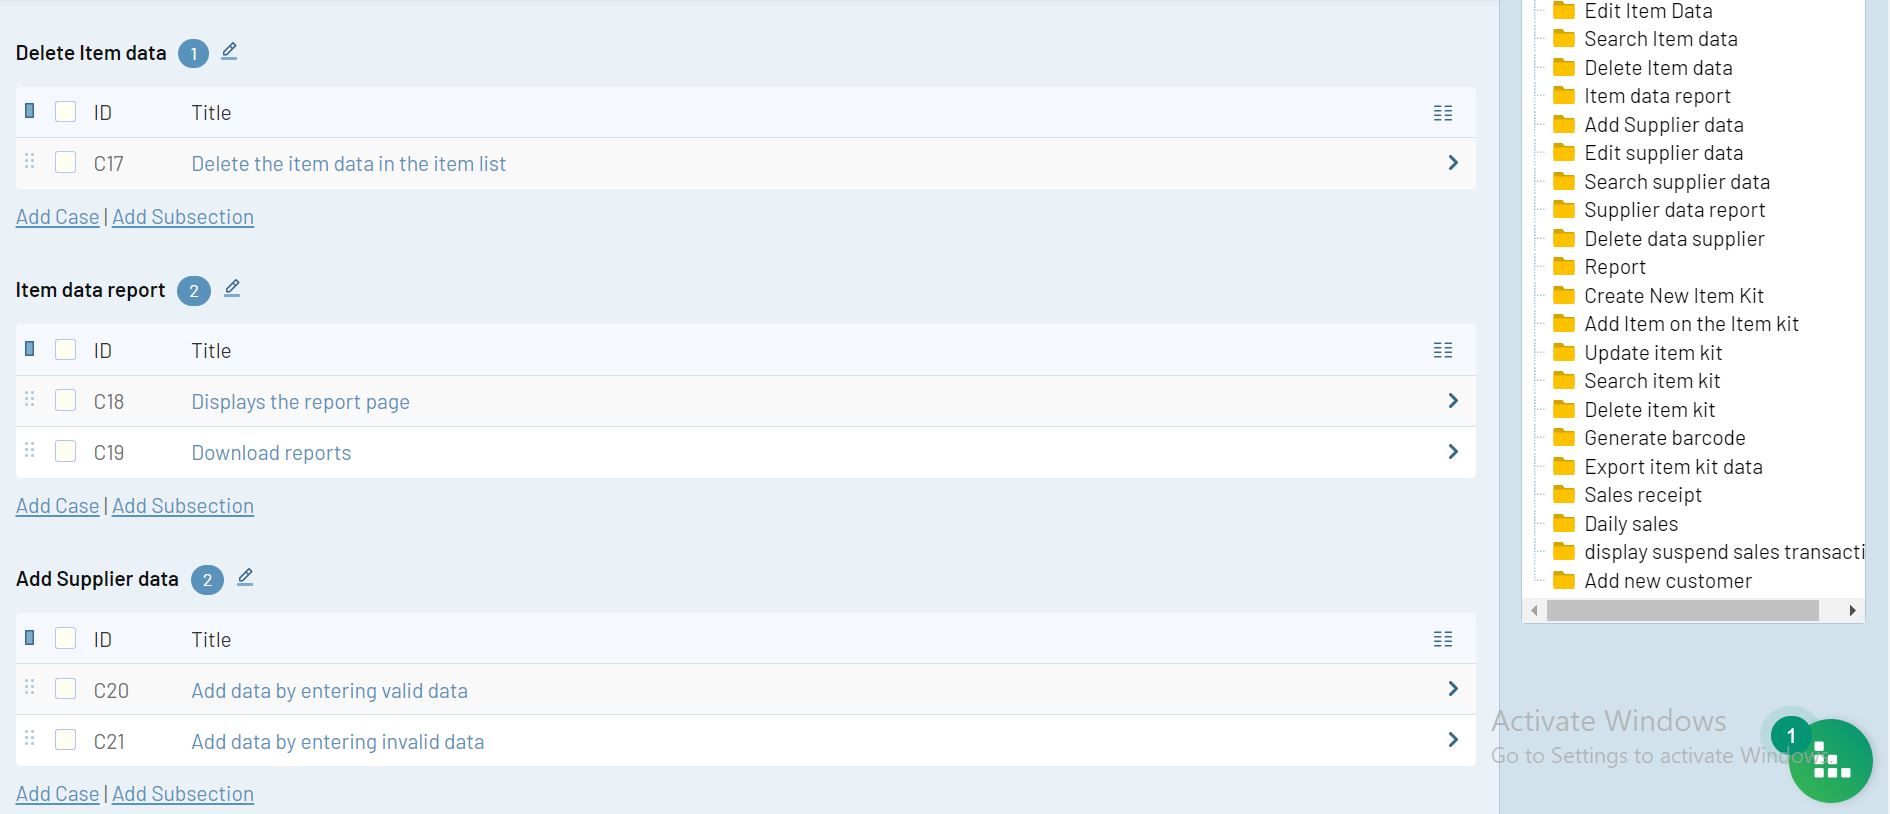 Delete Item data 1
ID Title
C17 Delete the item data in the item list
Add Case | Add Subsection
Item data report 2
ID Title
C18 Displays the report page
C19 Download reports
Add Case | Add Subsection
Add Supplier data 2
ID Title
C20 Add data by entering valid data
C21 Add data by entering invalid data
Add Case | Add Subsection
Edit Item Data
Search Item data
Delete Item data
Item data report
Add Supplier data
Edit supplier data
Search supplier data
Supplier data report
Delete data supplier
Report
Create New Item Kit
Add Item on the Item kit
Update item kit
Search item kit
Delete item kit
Generate barcode
Export item kit data
Sales receipt
Daily sales
display suspend sales transacti
Add new customer
Activate Windows
Go to Settings to activate Windows.
1